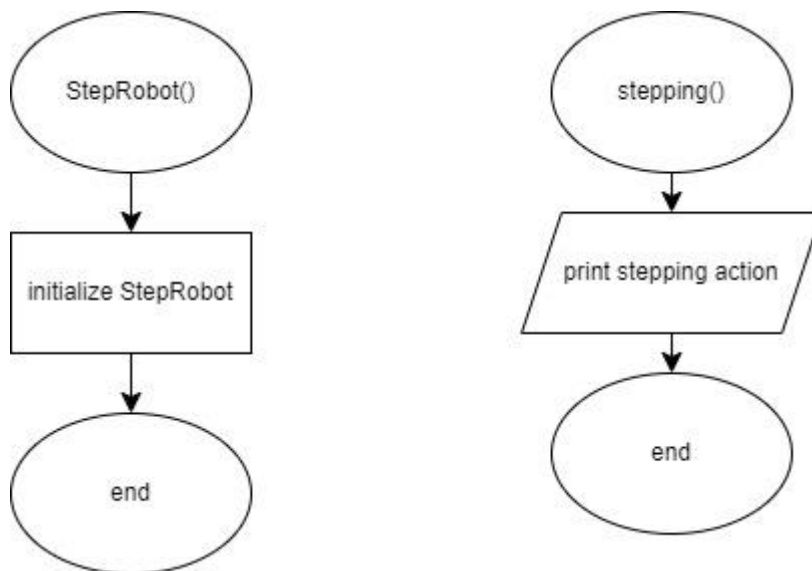 StepRobot()
initialize StepRobot
end
stepping()
print stepping action
end